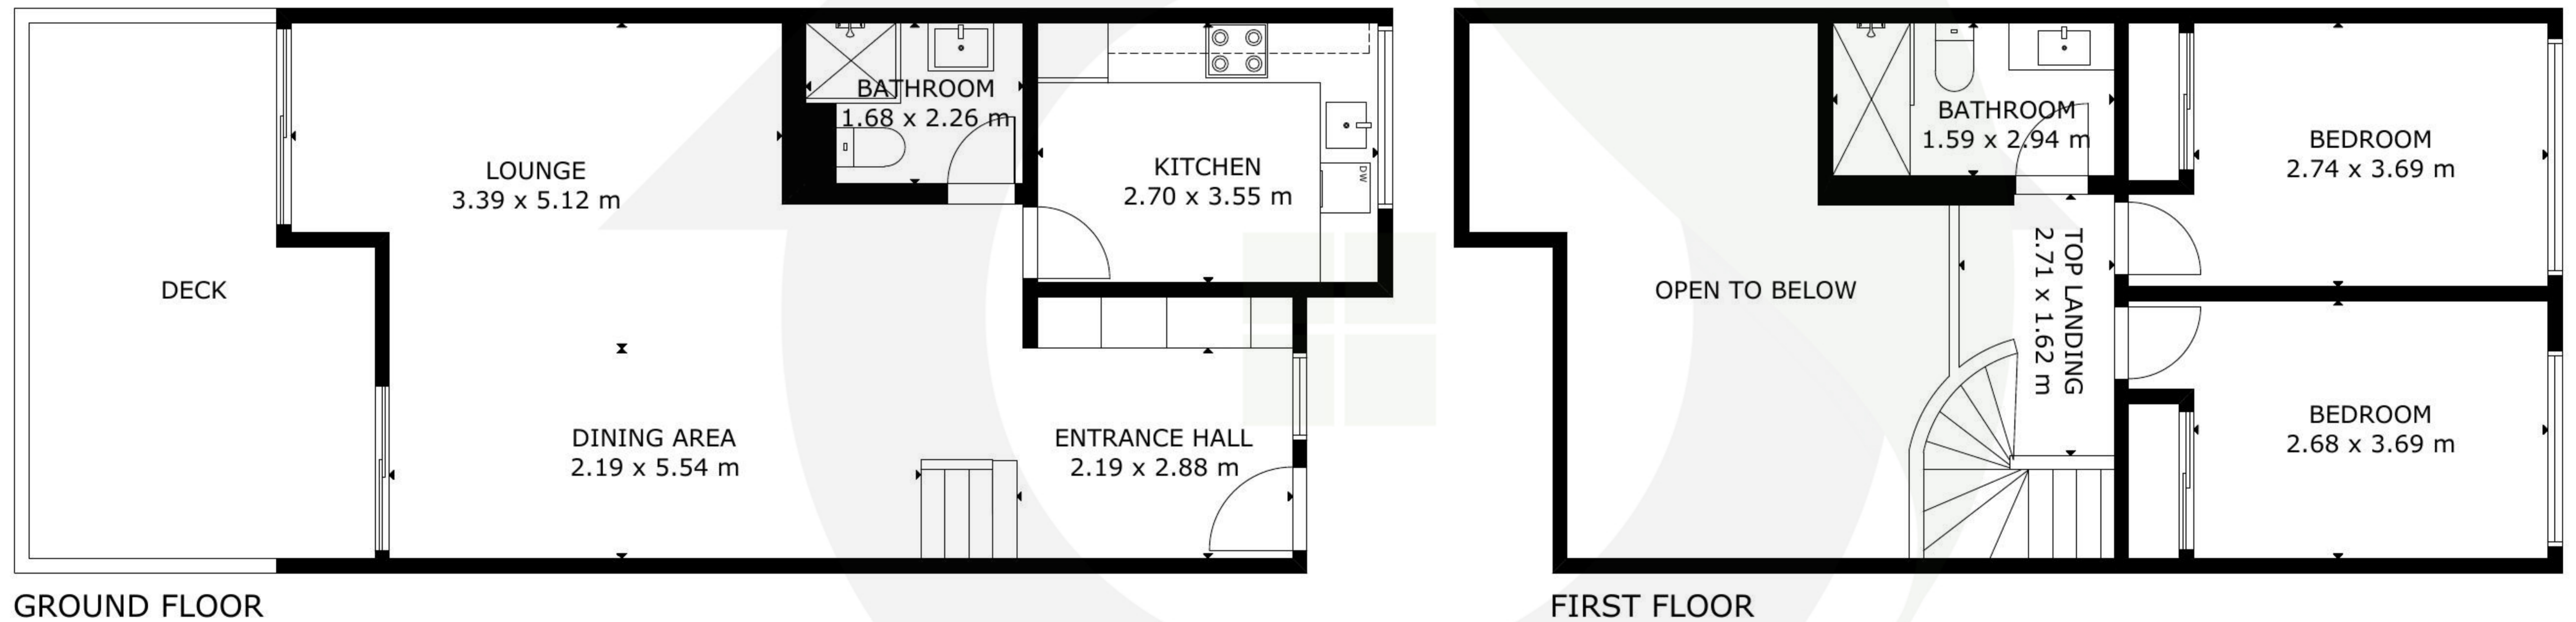 DECK
LOUNGE
3.39 x 5.12 m
DINING AREA
2.19 x 5.54 m
BATHROOM
1.68 x 2.26 m
KITCHEN
2.70 x 3.55 m
DW
ENTRANCE HALL
2.19 x 2.88 m
GROUND FLOOR
OPEN TO BELOW
BATHROOM
1.59 x 2.94 m
TOP LANDING
2.71 x 1.62 m
BEDROOM
2.74 x 3.69 m
BEDROOM
2.68 x 3.69 m
FIRST FLOOR